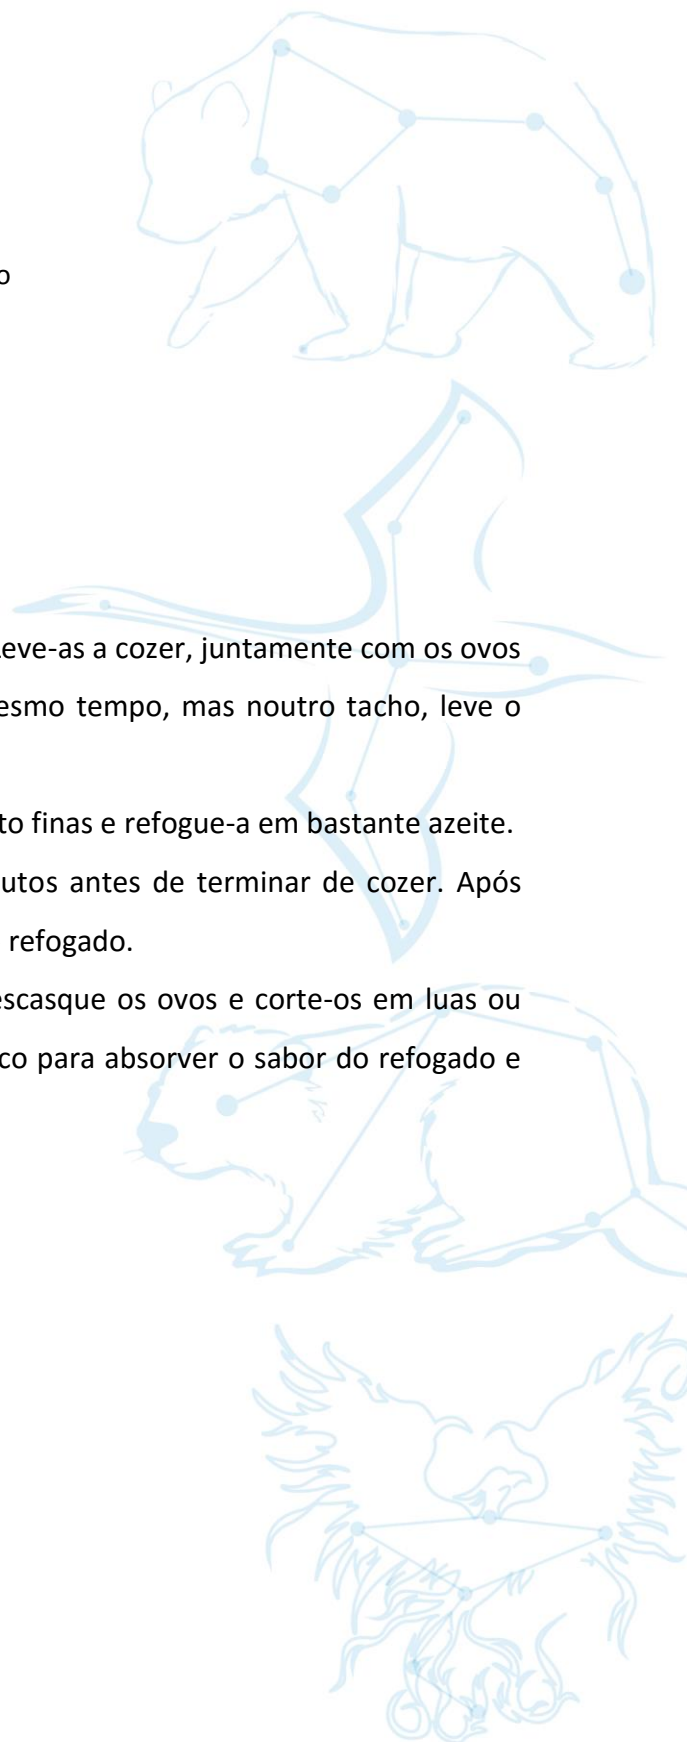 o
eve-as a cozer, juntamente com os ovos
esmo tempo, mas noutro tacho, leve o
to finas e refogue-a em bastante azeite.
utos antes de terminar de cozer. Após
refogado.
escasque os ovos e corte-os em luas ou
co para absorver o sabor do refogado e